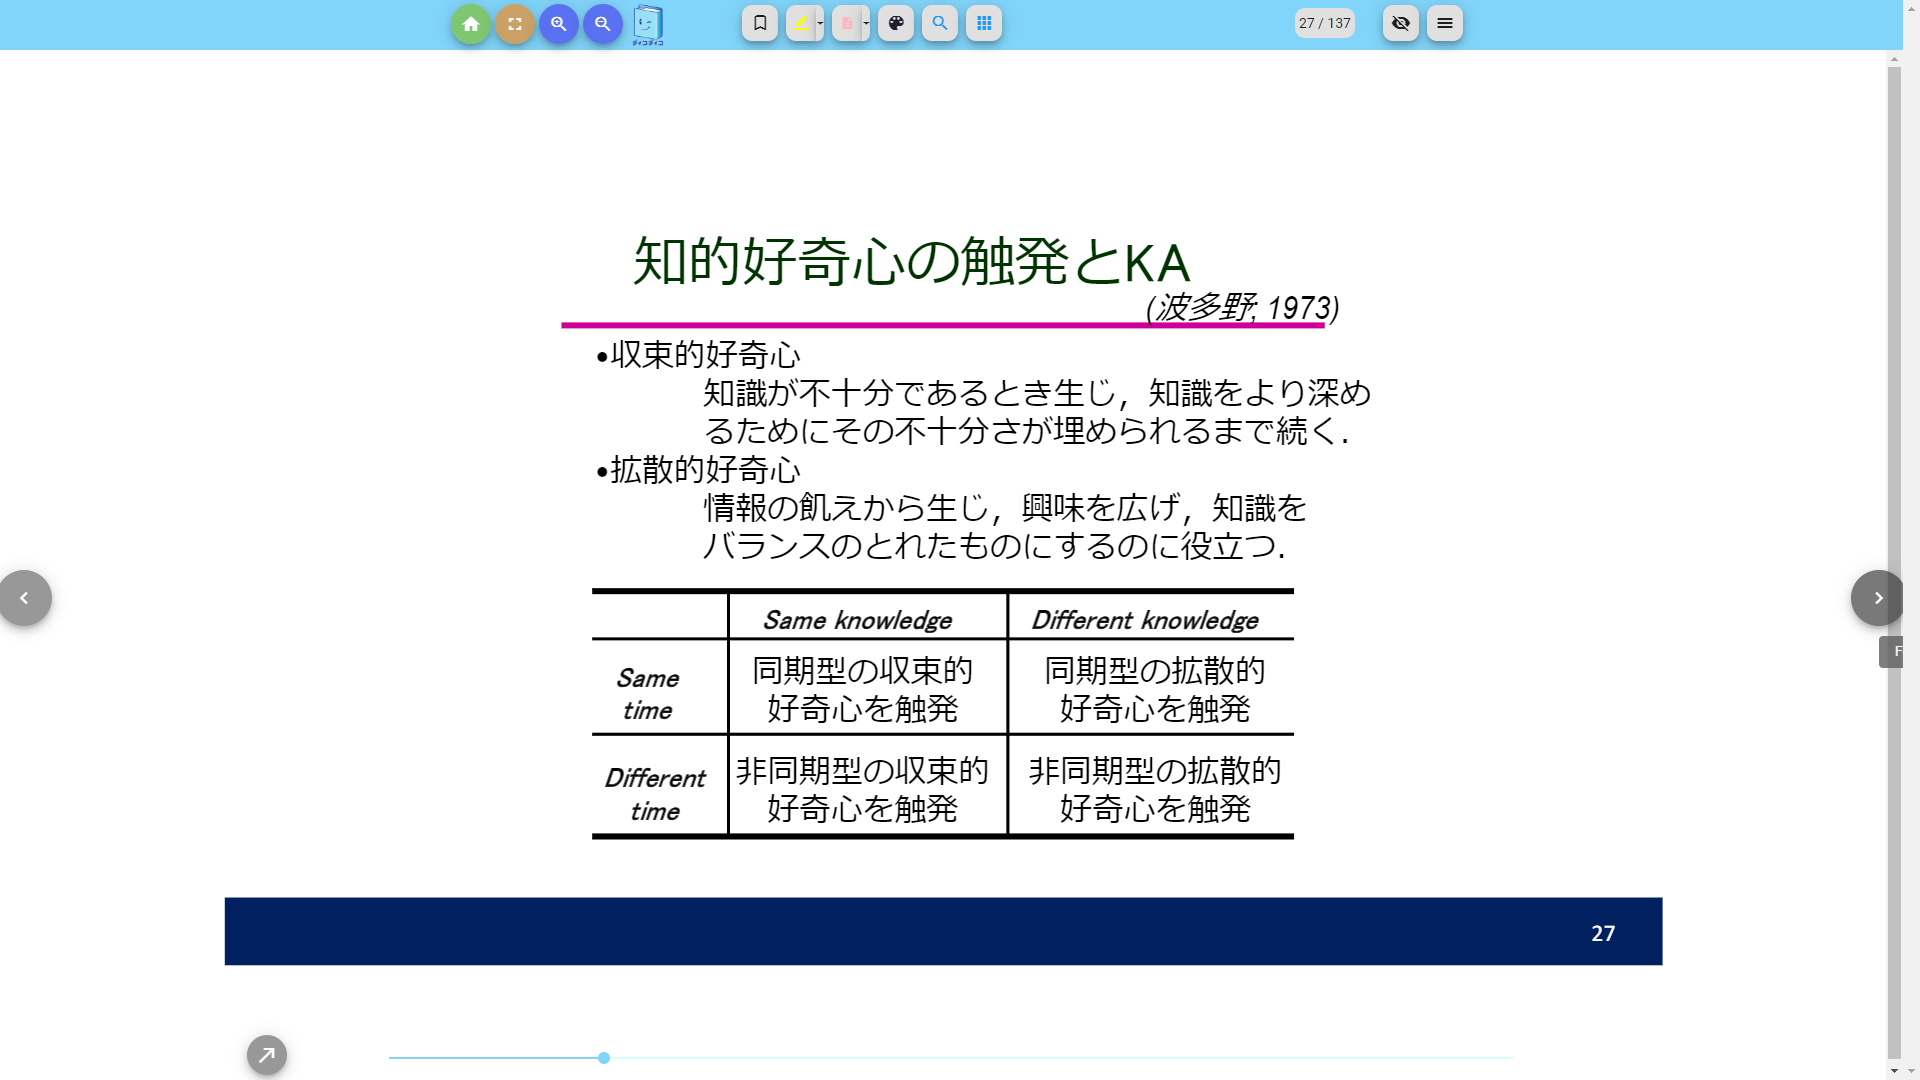 ダイコダイコ
27 / 137
知的好奇心の触発とKA
(波多野; 1973)
•収束的好奇心
知識が不十分であるとき生じ，知識をより深め
るためにその不十分さが埋められるまで続く．
•拡散的好奇心
情報の飢えから生じ，興味を広げ，知識を
バランスのとれたものにするのに役立つ．
Same knowledge Different knowledge
Same
time
同期型の収束的
好奇心を触発
同期型の拡散的
好奇心を触発
Different
time
非同期型の収束的
好奇心を触発
非同期型の拡散的
好奇心を触発
27